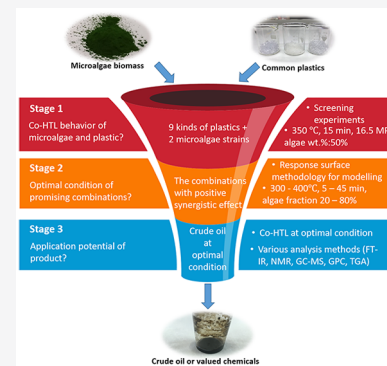 Microalgae biomass
Common plastics
Stage 1
Co-HTL behavior of
microalgae and plastic?
9 kinds of plastics +
2 microalgae strains
• Screening
experiments
• 350 °C, 15 min, 16.5 MP
algae wt.%:50%
Stage 2
Optimal condition of
promising combinations?
The combinations
with positive
synergistic effect
• Response surface
methodology for modelling
• 300 - 400°C, 5 – 45 min,
algae fraction 20 – 80%
Stage 3
Application potential of
product?
Crude oil
at
optimal
condition
• Co-HTL at optimal condition
• Various analysis methods (FT-
IR, NMR, GC-MS, GPC, TGA)
Crude oil or valued chemicals